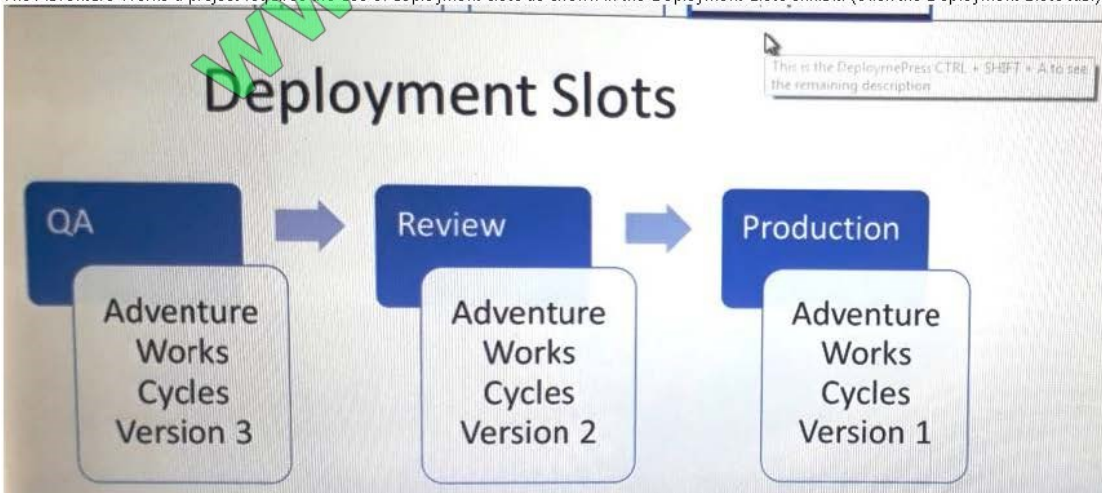 Deployment Slots
This is the DeploymePress CTRL + SHIFT + A to see
the remaining description
QA
Review
Production
Adventure
Works
Cycles
Version 3
Adventure
Works
Cycles
Version 2
Adventure
Works
Cycles
Version 1